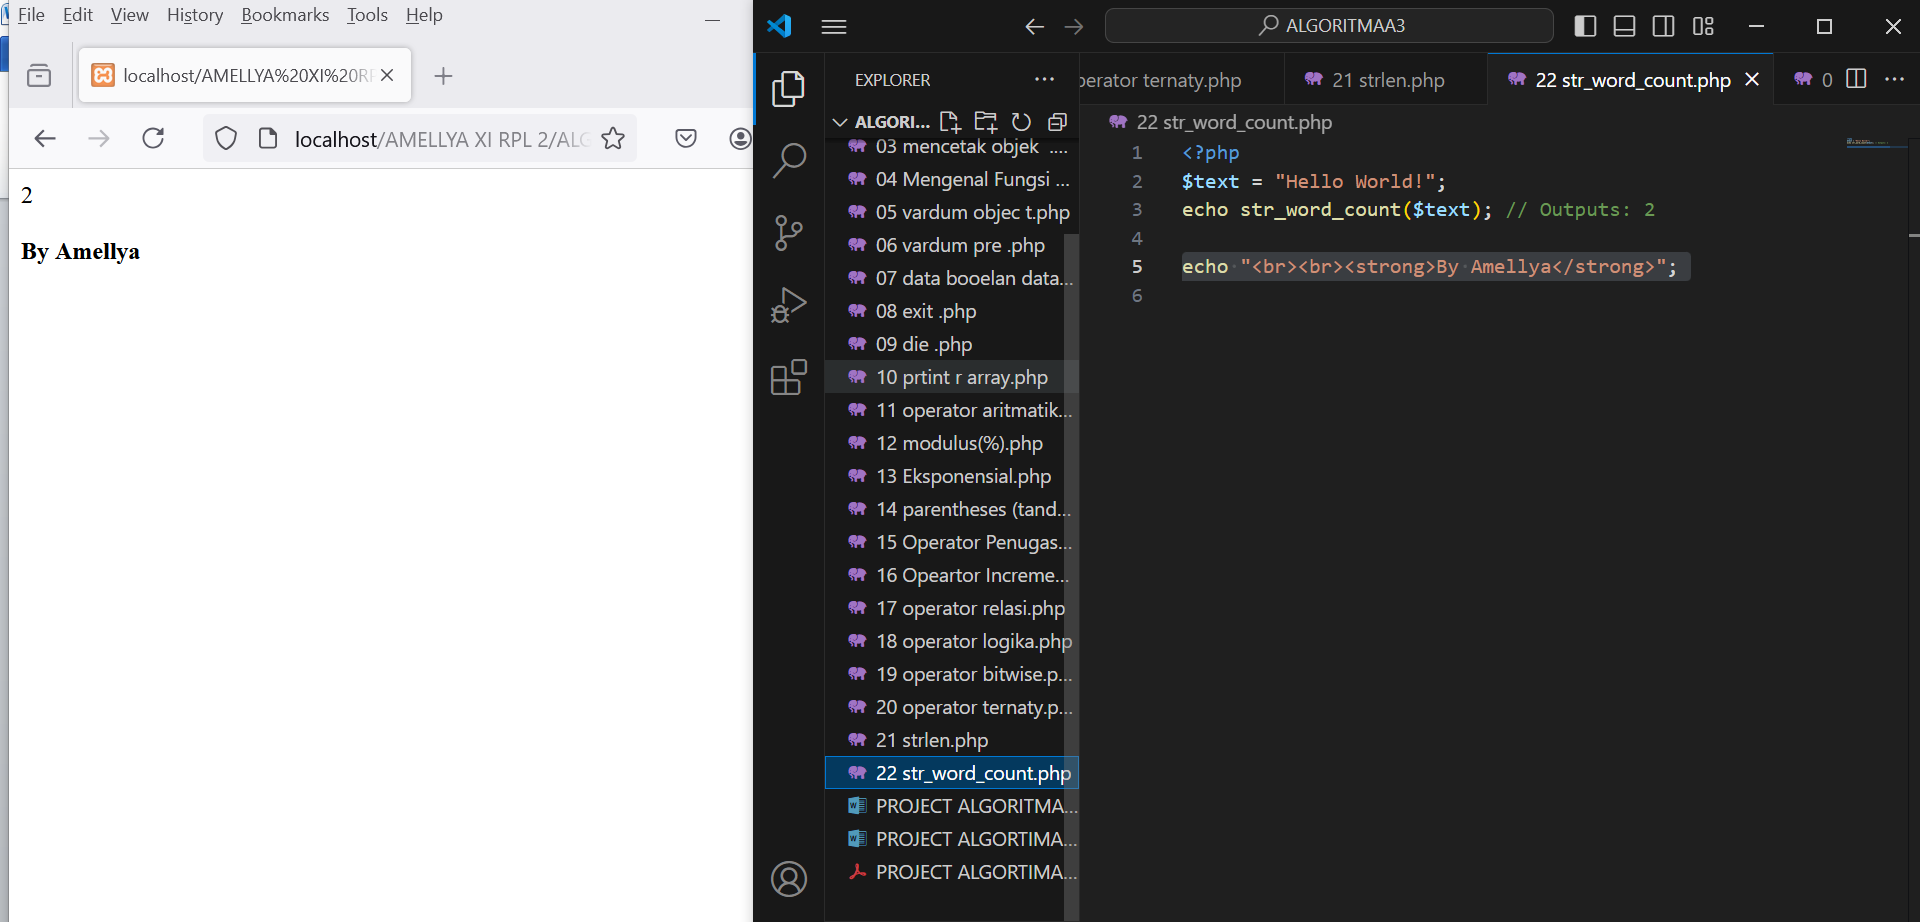 File Edit View History Bookmarks Tools Help
localhost/AMELLYA%20XI%20RP
localhost/AMELLYA XI RPL 2/ALG
2
By Amellya
ALGORITMAA3
EXPLORER
ALGORI...
03 mencetak objek ....
04 Mengenal Fungsi ...
05 vardum objec t.php
06 vardum pre .php
07 data booelan data...
08 exit .php
09 die .php
10 prtint r array.php
11 operator aritmatik...
12 modulus(%).php
13 Eksponensial.php
14 parentheses (tand...
15 Operator Penugas...
16 Opeartor Increme...
17 operator relasi.php
18 operator logika.php
19 operator bitwise.p...
20 operator ternaty.p...
21 strlen.php
22 str_word_count.php
PROJECT ALGORITMA...
PROJECT ALGORTIMA...
PROJECT ALGORTIMA...
perator ternaty.php 21 strlen.php 22 str_word_count.php 0
22 str_word_count.php
1 <?php
2 $text = "Hello World!";
3 echo str_word_count($text); // Outputs: 2
4
5 echo "<br><br><strong>By Amellya</strong>";
6